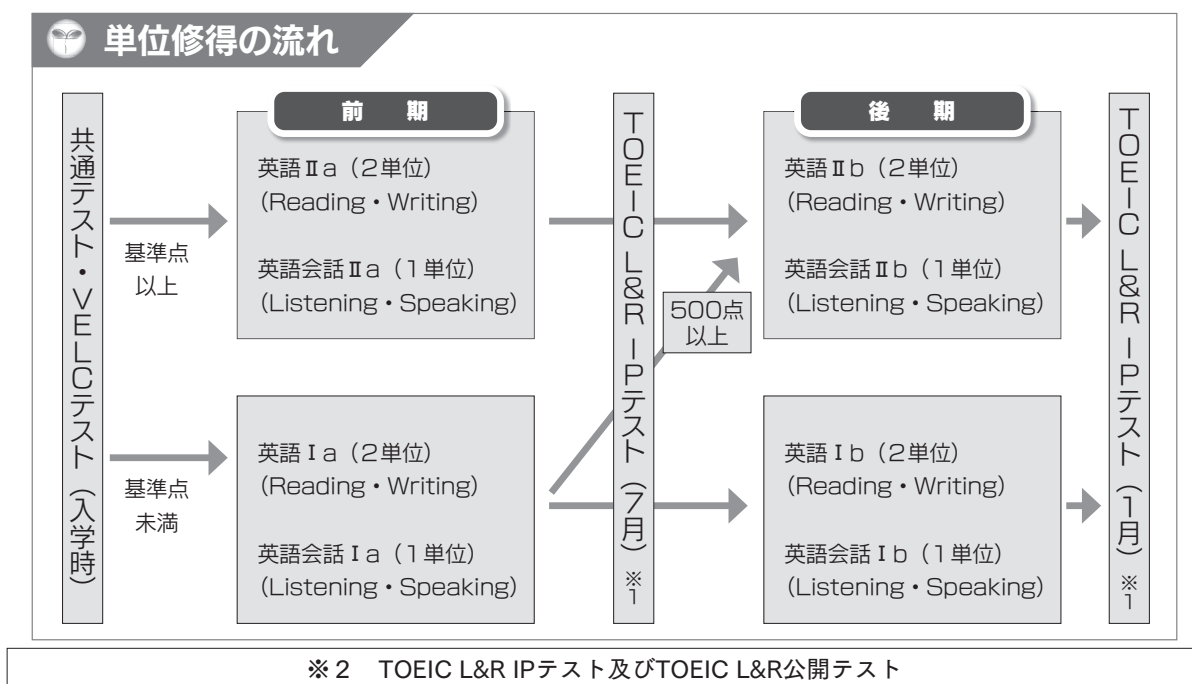 単位修得の流れ
共通テスト・VELCテスト（入学時）
基準点
以上
基準点
未満
前　期
英語Ⅱa（2単位）
（Reading・Writing）
英語会話Ⅱa（1単位）
（Listening・Speaking）
英語Ⅰa（2単位）
（Reading・Writing）
英語会話Ⅰa（1単位）
（Listening・Speaking）
TOEIC L&R IPテスト（7月）※1
500点
以上
後　期
英語Ⅱb（2単位）
（Reading・Writing）
英語会話Ⅱb（1単位）
（Listening・Speaking）
英語Ⅰb（2単位）
（Reading・Writing）
英語会話Ⅰb（1単位）
（Listening・Speaking）
TOEIC L&R IPテスト（1月）※1
※2　TOEIC L&R IPテスト及びTOEIC L&R公開テスト